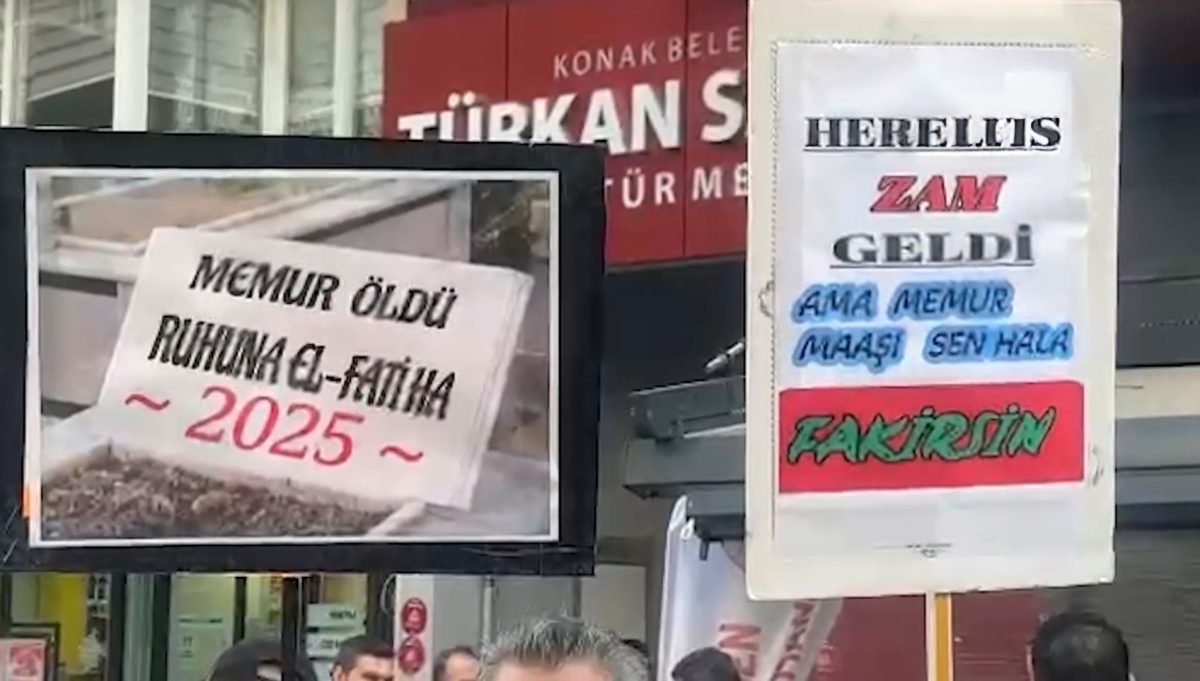 KONAK BELE
TÜRKAN S
TÜR ME
MEMUR ÖLDÜ
RUHUNA EL-FATİHA
~ 2025 ~
HERELU1S
ZAM
GELDİ
AMA MEMUR
MAAŞI SEN HALA
FAKİRSİN